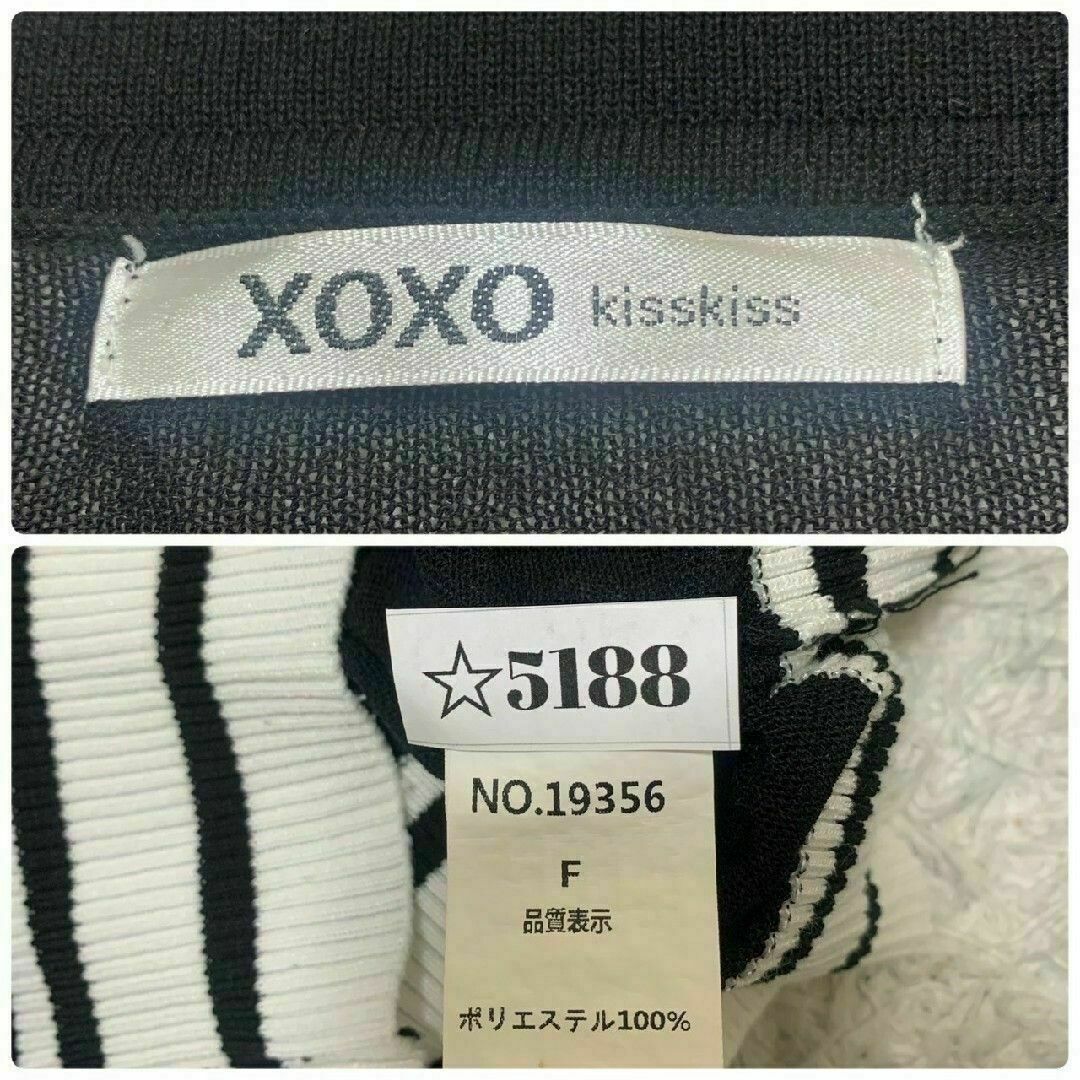 XOXO kisskiss
☆5188
NO.19356
F
品質表示
ポリエステル100%